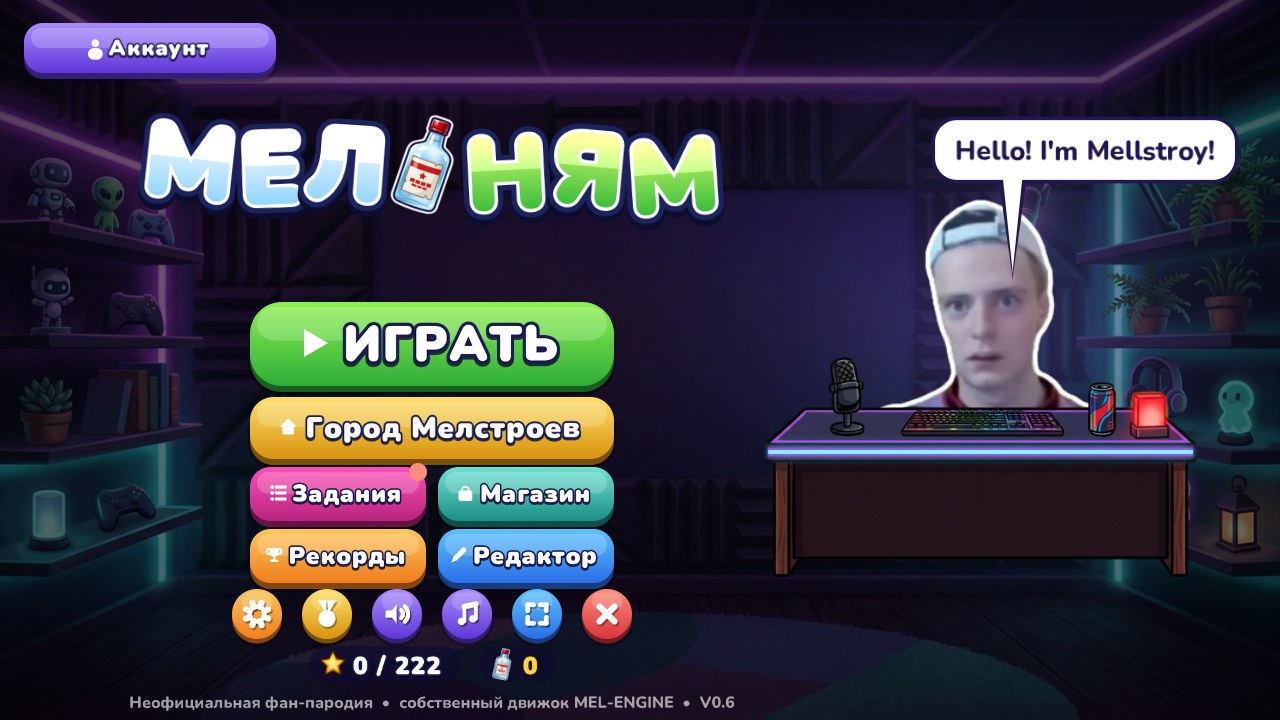 Аккаунт
МЕЛ НЯМ
Hello! I'm Mellstroy!
ИГРАТЬ
Город Мелстроев
Задания
Магазин
Рекорды
Редактор
0 / 222
0
Неофициальная фан-пародия • собственный движок MEL-ENGINE • V0.6